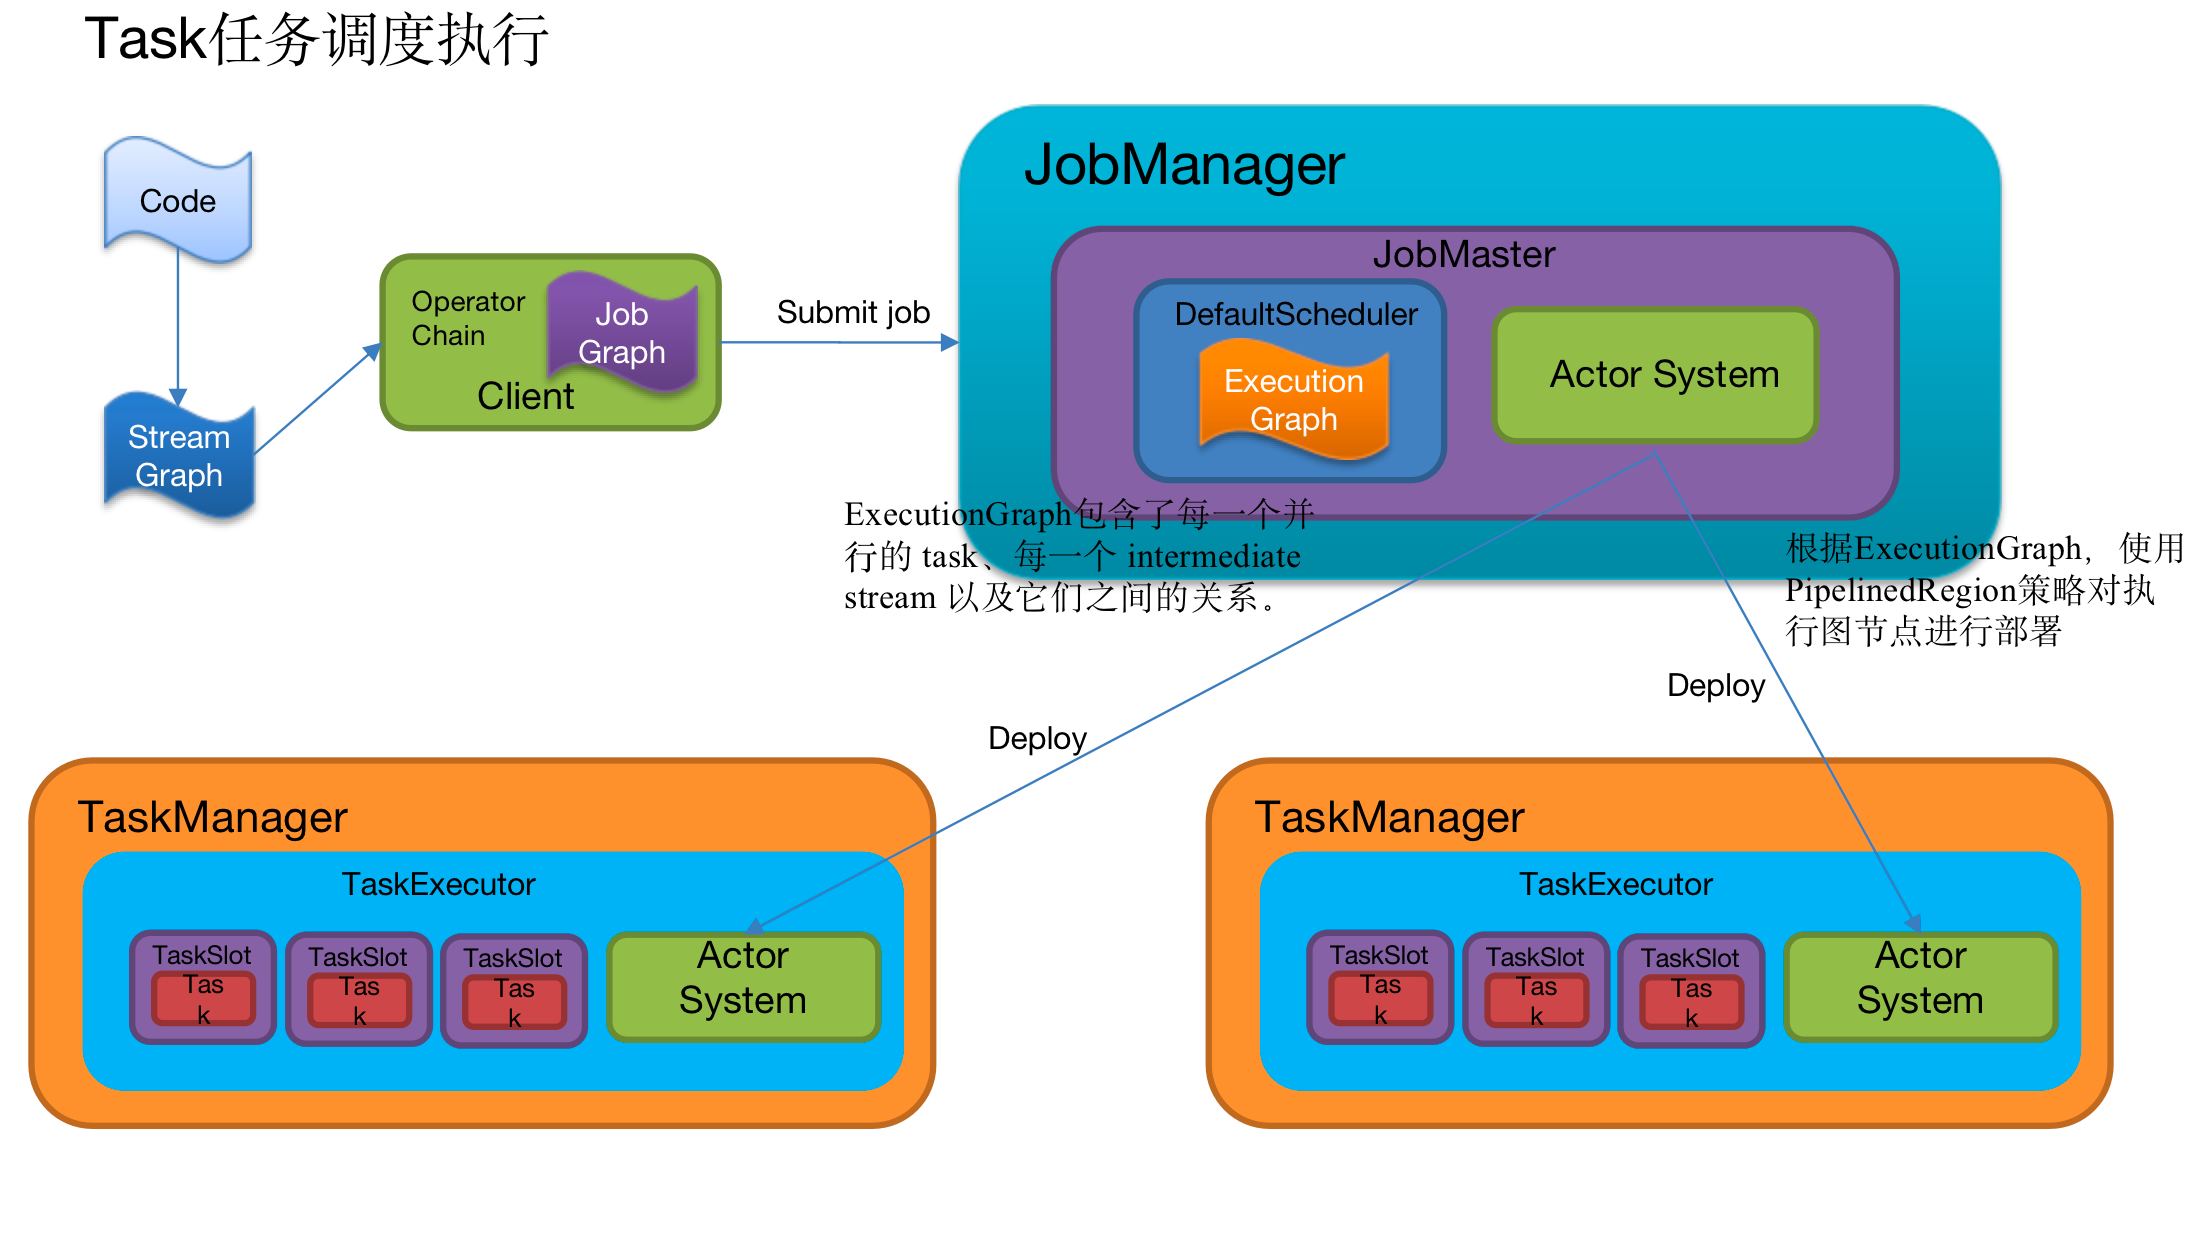 Task任务调度执行
Code
Stream
Graph
Operator
Chain
Job
Graph
Client
Submit job
JobManager
JobMaster
DefaultScheduler
Execution
Graph
Actor System
ExecutionGraph包含了每一个并
行的 task、每一个 intermediate
stream 以及它们之间的关系。
根据ExecutionGraph，使用
PipelinedRegion策略对执
行图节点进行部署
Deploy
Deploy
TaskManager
TaskExecutor
TaskSlot
Tas
k
TaskSlot
Tas
k
TaskSlot
Tas
k
Actor
System
TaskManager
TaskExecutor
TaskSlot
Tas
k
TaskSlot
Tas
k
TaskSlot
Tas
k
Actor
System